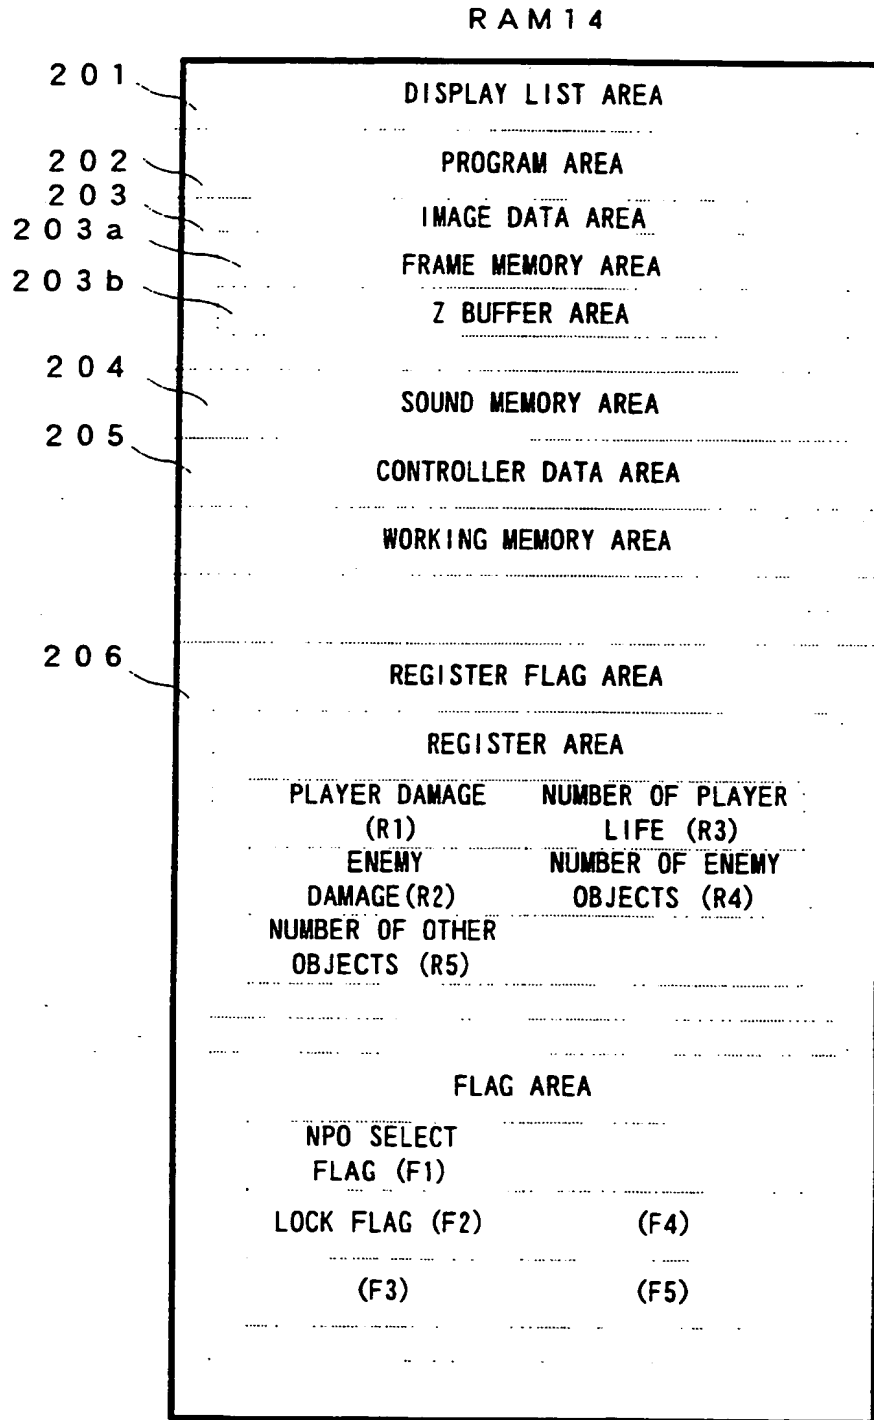 RAM14
201
DISPLAY LIST AREA
202
PROGRAM AREA
203
IMAGE DATA AREA
203a
FRAME MEMORY AREA
203b
Z BUFFER AREA
204
SOUND MEMORY AREA
205
CONTROLLER DATA AREA
WORKING MEMORY AREA
206
REGISTER FLAG AREA
REGISTER AREA
PLAYER DAMAGE
(R1)
NUMBER OF PLAYER
LIFE (R3)
ENEMY
DAMAGE(R2)
NUMBER OF ENEMY
OBJECTS (R4)
NUMBER OF OTHER
OBJECTS (R5)
FLAG AREA
NPO SELECT
FLAG (F1)
LOCK FLAG (F2)
(F4)
(F3)
(F5)